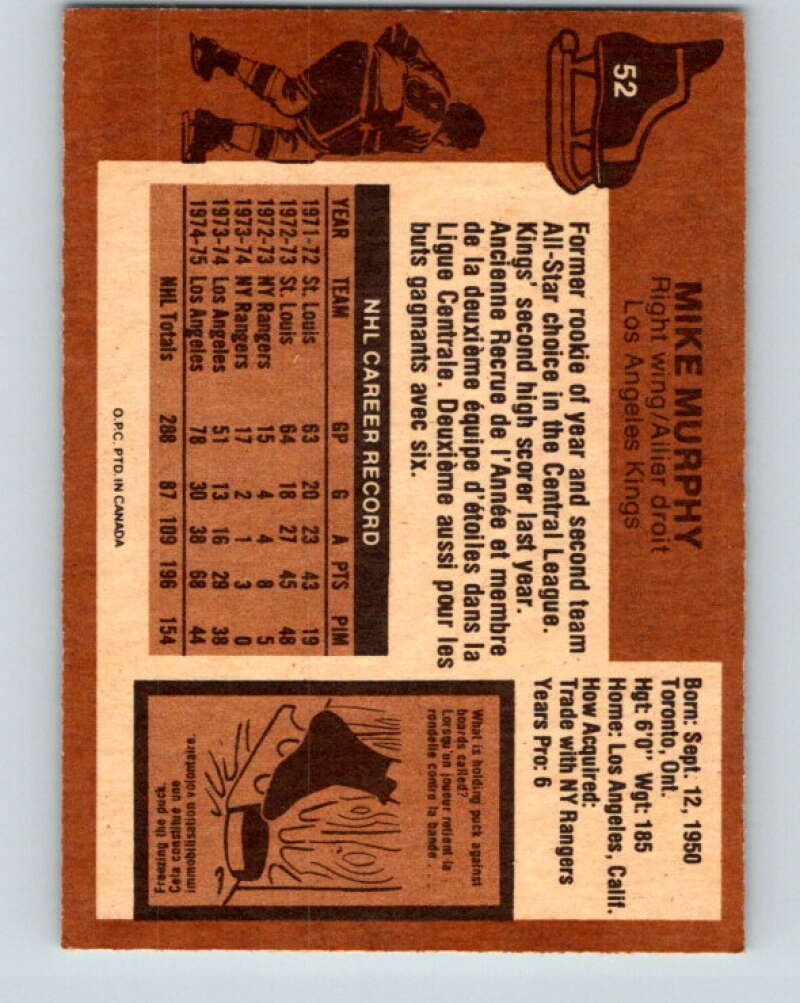 52
MIKE MURPHY
Right wing/Ailier droit
Los Angeles Kings
Born: Sept. 12, 1950
Toronto, Ont.
Hgt: 6'0" Wgt: 185
Home: Los Angeles, Calif.
How Acquired:
Trade with NY Rangers
Years Pro: 6
Former rookie of year and second team
All-Star choice in the Central League.
Kings' second high scorer last year.
Ancienne Recrue de l'Année et membre
de la deuxième équipe d'étoiles dans la
Ligue Centrale. Deuxième aussi pour les
buts gagnants avec six.
NHL CAREER RECORD
YEAR TEAM GP G A PTS PIM
1971-72 St. Louis 63 20 23 43 19
1972-73 St. Louis 64 18 27 45 48
1972-73 NY Rangers 15 4 4 8 5
1973-74 NY Rangers 17 2 1 3 0
1973-74 Los Angeles 51 13 16 29 38
1974-75 Los Angeles 78 30 38 68 44
NHL Totals 288 87 109 196 154
What is holding puck against
boards called?
Lorsqu'un joueur retient la
rondelle contre la bande . . .
Freezing the puck.
Cela constitue une
immobilisation volontaire.
O.P.C. PTD. IN CANADA